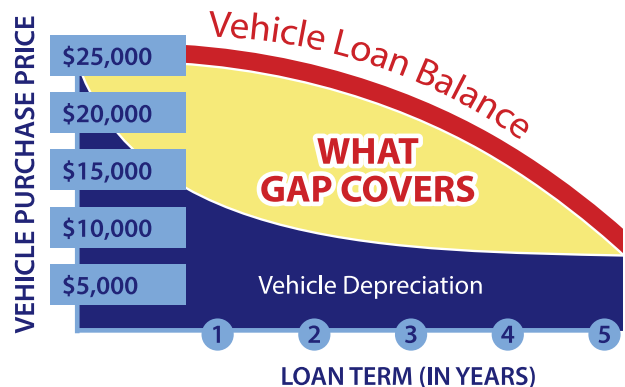 Vehicle Loan Balance
VEHICLE PURCHASE PRICE
$25,000
$20,000
$15,000
$10,000
$5,000
WHAT
GAP COVERS
Vehicle Depreciation
1 2 3 4 5
LOAN TERM (IN YEARS)